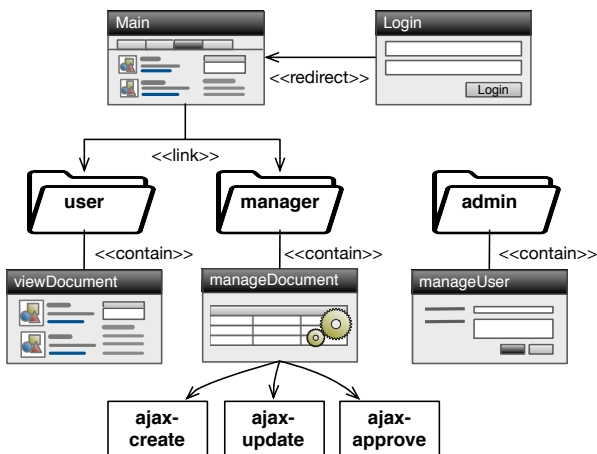 Main
Login
<<redirect>>
Login
<<link>>
user
manager
admin
<<contain>>
<<contain>>
<<contain>>
viewDocument
manageDocument
manageUser
ajax-
create
ajax-
update
ajax-
approve